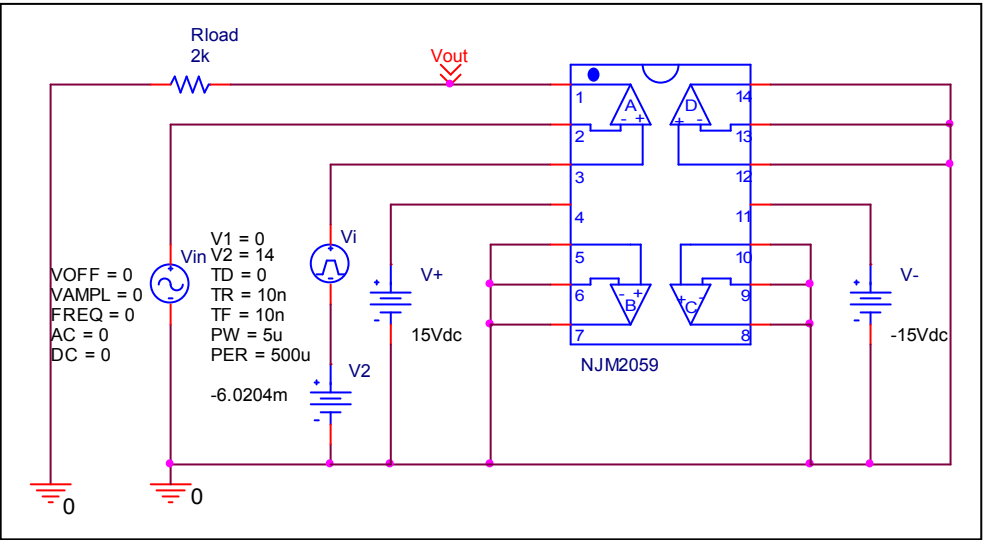 Rload
2k
Vout
1
2
3
4
5
6
7
14
13
12
11
10
9
8
A
D
B
C
- +
+ -
- +
+ -
NJM2059
Vin
+
-
VOFF = 0
VAMPL = 0
FREQ = 0
AC = 0
DC = 0
V1 = 0
V2 = 14
TD = 0
TR = 10n
TF = 10n
PW = 5u
PER = 500u
Vi
+
-
V2
+
-
-6.0204m
V+
+
-
15Vdc
V-
+
-
-15Vdc
0
0